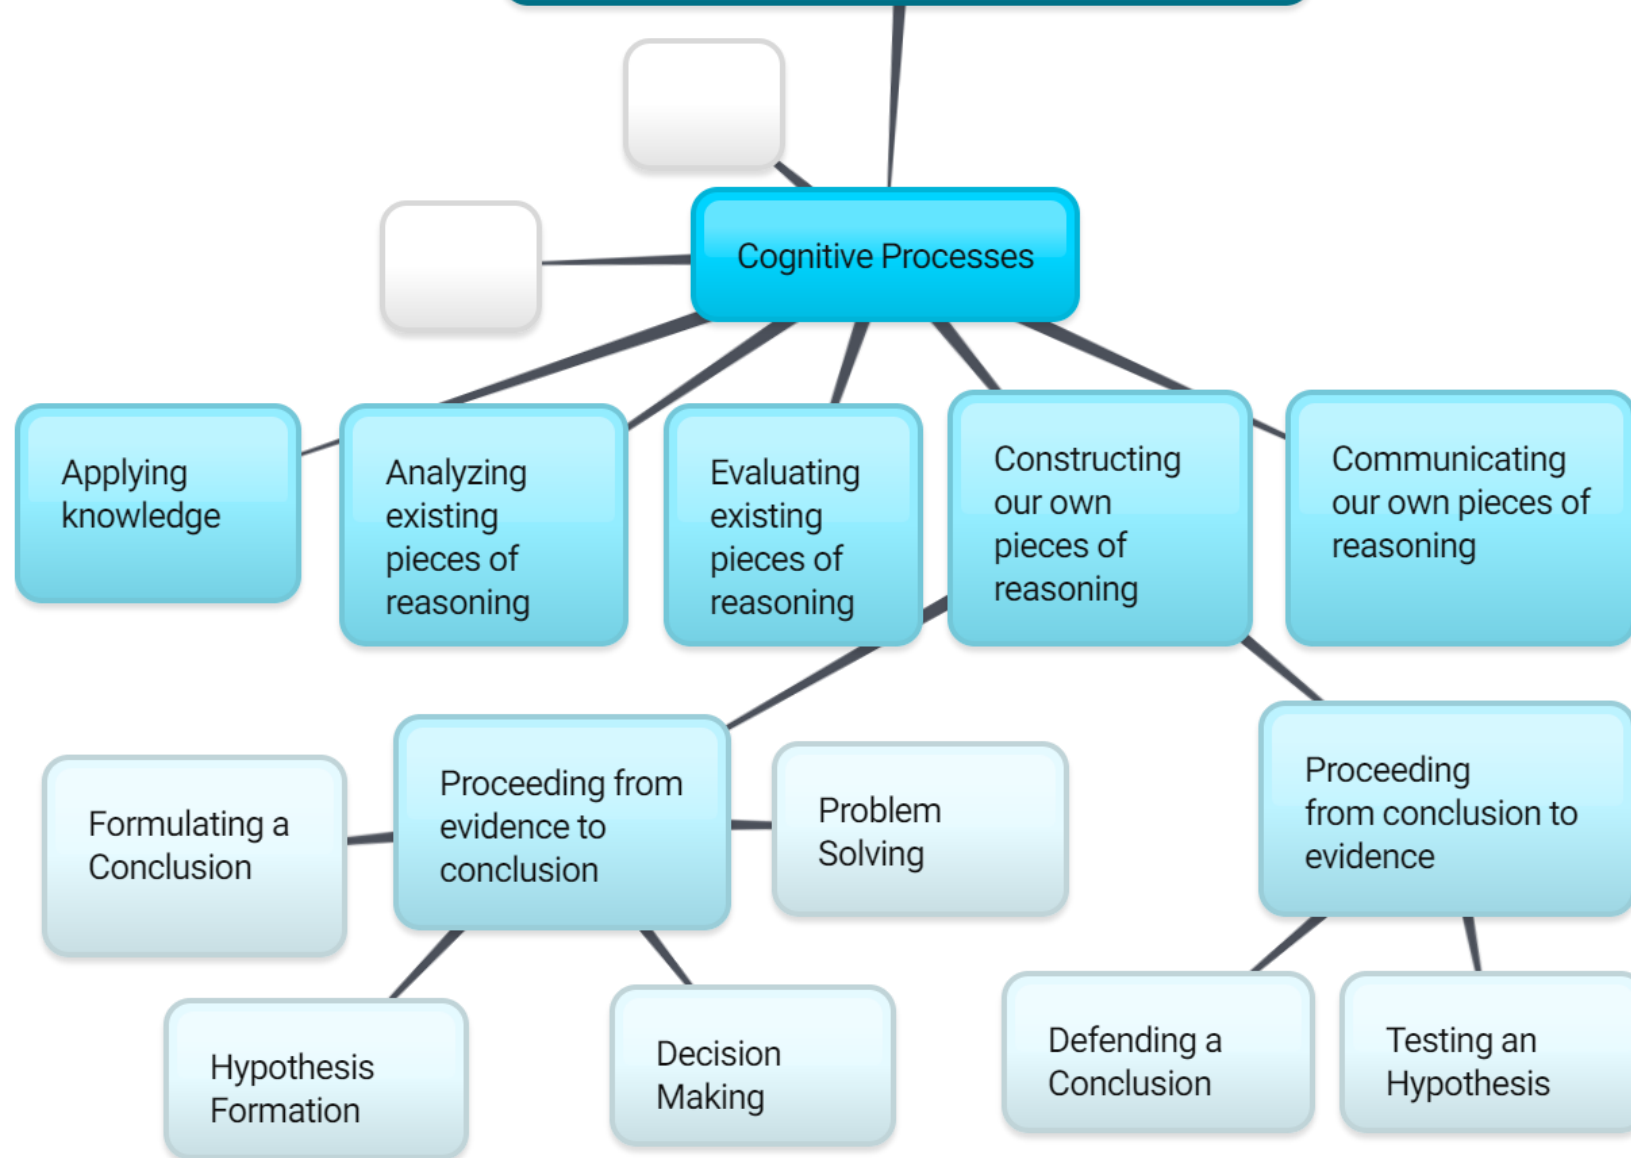 Cognitive Processes
Applying
knowledge
Analyzing
existing
pieces of
reasoning
Evaluating
existing
pieces of
reasoning
Constructing
our own
pieces of
reasoning
Communicating
our own pieces of
reasoning
Formulating a
Conclusion
Proceeding from
evidence to
conclusion
Problem
Solving
Proceeding
from conclusion to
evidence
Hypothesis
Formation
Decision
Making
Defending a
Conclusion
Testing an
Hypothesis